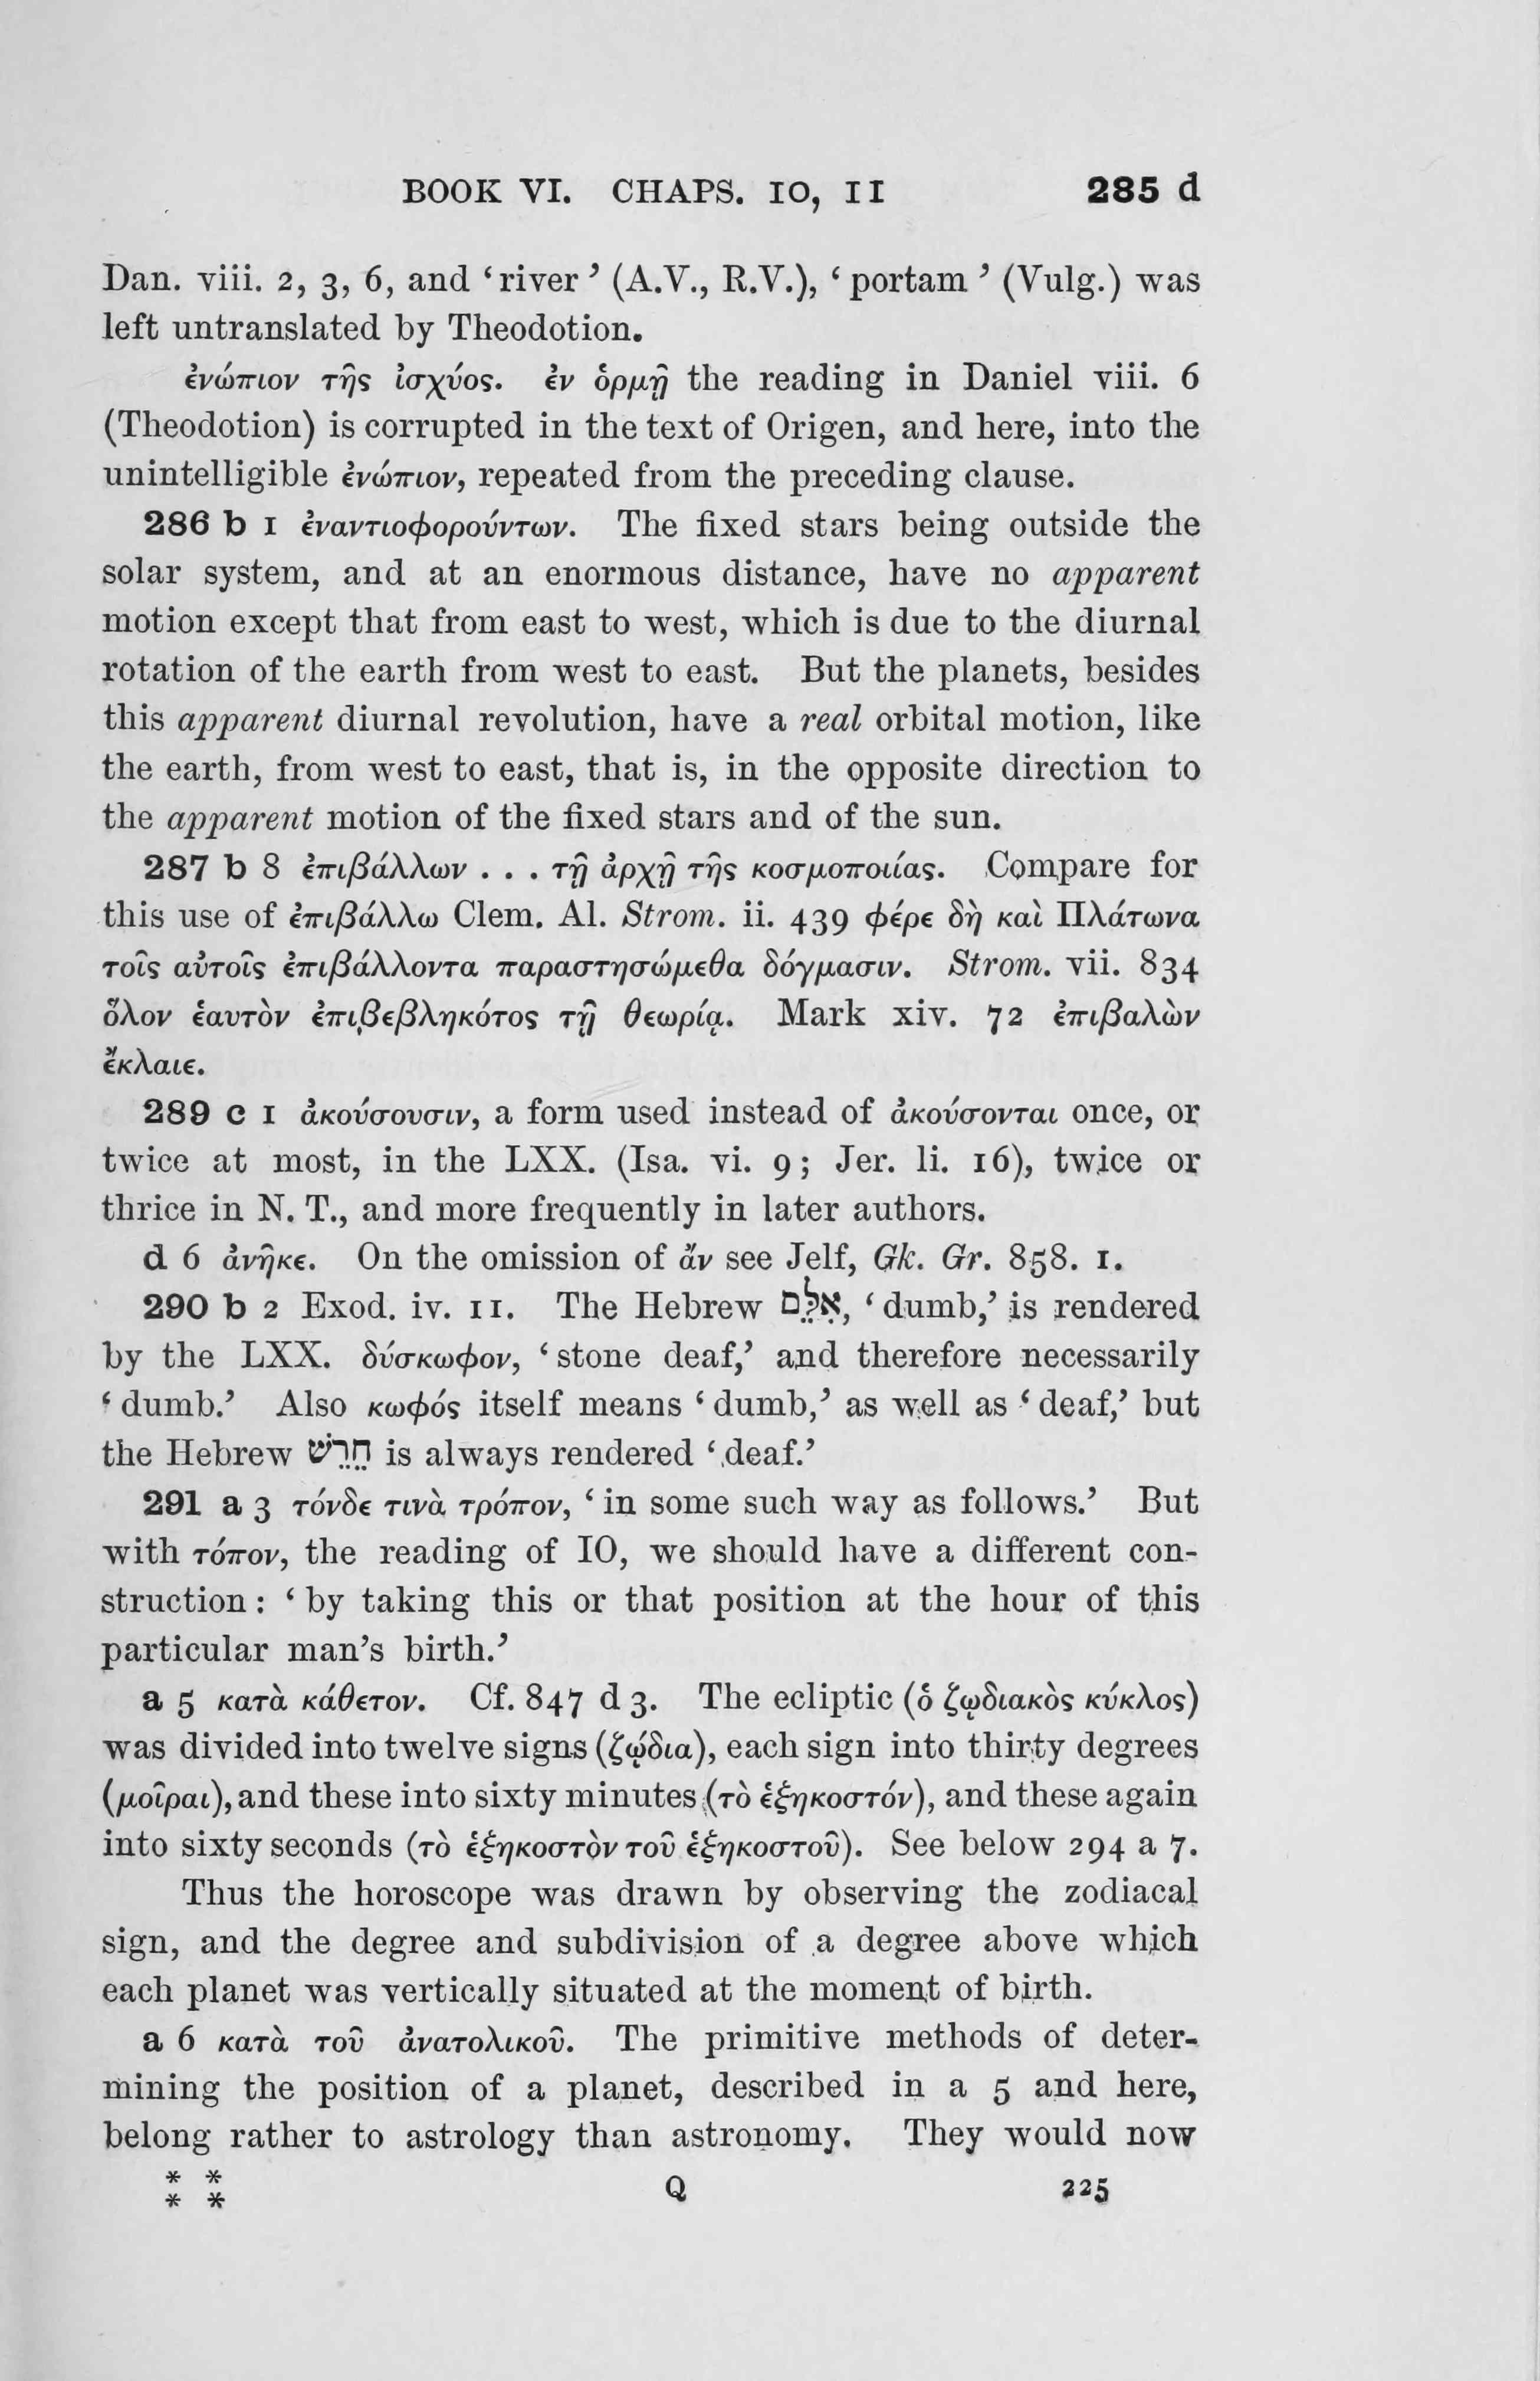 BOOK VI. CHAPS. 10, 11 285 d
Dan. viii. 2, 3, 6, and ‘river’ (A.V., R.V.), ‘portam’ (Vulg.) was
left untranslated by Theodotion.
ἐνώπιον τῆς ἰσχύος. ἐν ὁρμῇ the reading in Daniel viii. 6
(Theodotion) is corrupted in the text of Origen, and here, into the
unintelligible ἐνώπιον, repeated from the preceding clause.
286 b 1 ἐναντιοφορούντων. The fixed stars being outside the
solar system, and at an enormous distance, have no apparent
motion except that from east to west, which is due to the diurnal
rotation of the earth from west to east. But the planets, besides
this apparent diurnal revolution, have a real orbital motion, like
the earth, from west to east, that is, in the opposite direction to
the apparent motion of the fixed stars and of the sun.
287 b 8 ἐπιβάλλων . . . τῇ ἀρχῇ τῆς κοσμοποιίας. Compare for
this use of ἐπιβάλλω Clem. Al. Strom. ii. 439 φέρε δὴ καὶ Πλάτωνα
τοῖς αὐτοῖς ἐπιβάλλοντα παραστησώμεθα δόγμασιν. Strom. vii. 834
ὅλον ἑαυτὸν ἐπιβεβληκότος τῇ θεωρίᾳ. Mark xiv. 72 ἐπιβαλὼν
ἔκλαιε.
289 c 1 ἀκούσουσιν, a form used instead of ἀκούσονται once, or
twice at most, in the LXX. (Isa. vi. 9; Jer. li. 16), twice or
thrice in N. T., and more frequently in later authors.
d 6 ἀνῆκε. On the omission of ἄν see Jelf, Gk. Gr. 858. 1.
290 b 2 Exod. iv. 11. The Hebrew אִלֵּם, ‘dumb,’ is rendered
by the LXX. δύσκωφον, ‘stone deaf,’ and therefore necessarily
‘dumb.’ Also κωφός itself means ‘dumb,’ as well as ‘deaf,’ but
the Hebrew חֵרֵשׁ is always rendered ‘deaf.’
291 a 3 τόνδε τινὰ τρόπον, ‘in some such way as follows.’ But
with τόπον, the reading of IO, we should have a different con-
struction: ‘by taking this or that position at the hour of this
particular man’s birth.’
a 5 κατὰ κάθετον. Cf. 847 d 3. The ecliptic (ὁ ζῳδιακὸς κύκλος)
was divided into twelve signs (ζῴδια), each sign into thirty degrees
(μοῖραι), and these into sixty minutes (τὸ ἑξηκοστόν), and these again
into sixty seconds (τὸ ἑξηκοστὸν τοῦ ἑξηκοστοῦ). See below 294 a 7.
Thus the horoscope was drawn by observing the zodiacal
sign, and the degree and subdivision of a degree above which
each planet was vertically situated at the moment of birth.
a 6 κατὰ τοῦ ἀνατολικοῦ. The primitive methods of deter-
mining the position of a planet, described in a 5 and here,
belong rather to astrology than astronomy. They would now
* * Q 225
* *